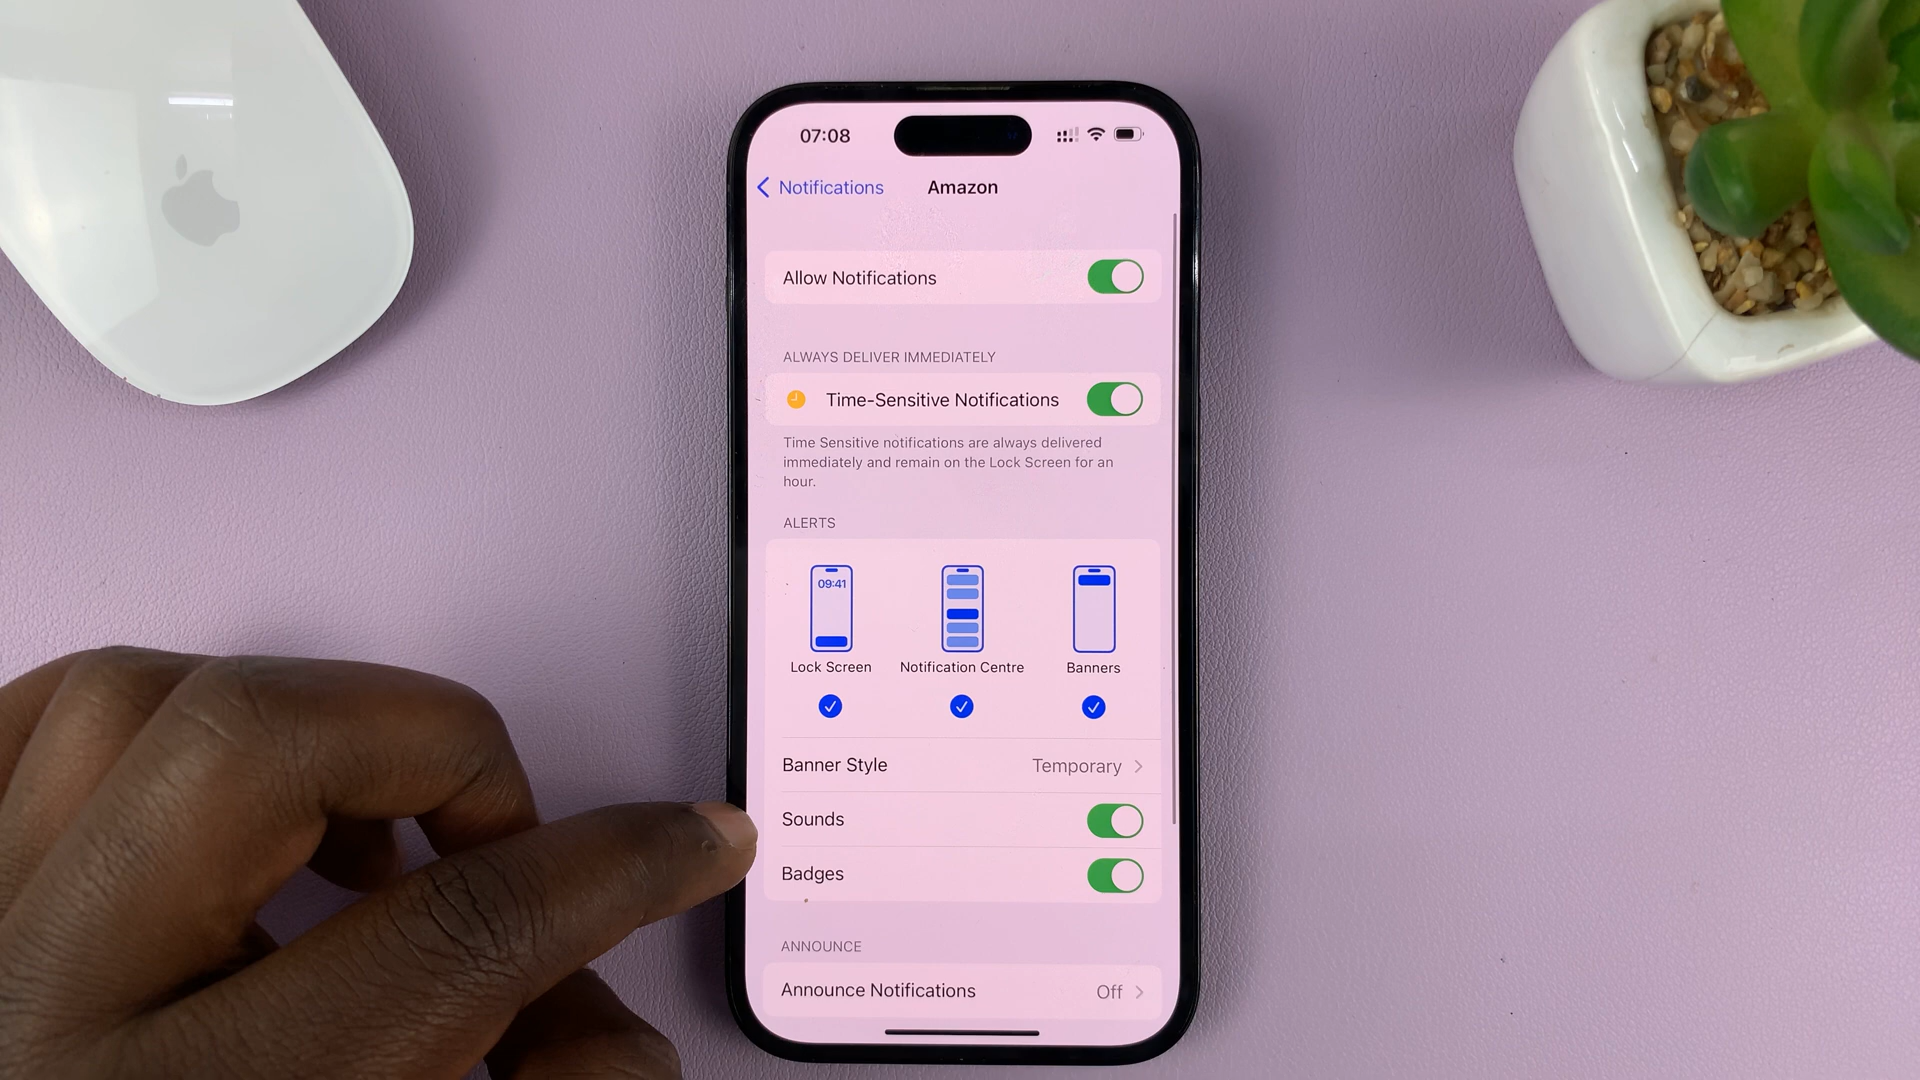 07:08
Notifications
Amazon
Allow Notifications
ALWAYS DELIVER IMMEDIATELY
Time-Sensitive Notifications
Time Sensitive notifications are always delivered
immediately and remain on the Lock Screen for an
hour.
ALERTS
09:41
Lock Screen
Notification Centre
Banners
Banner Style
Temporary
Sounds
Badges
ANNOUNCE
Announce Notifications
Off